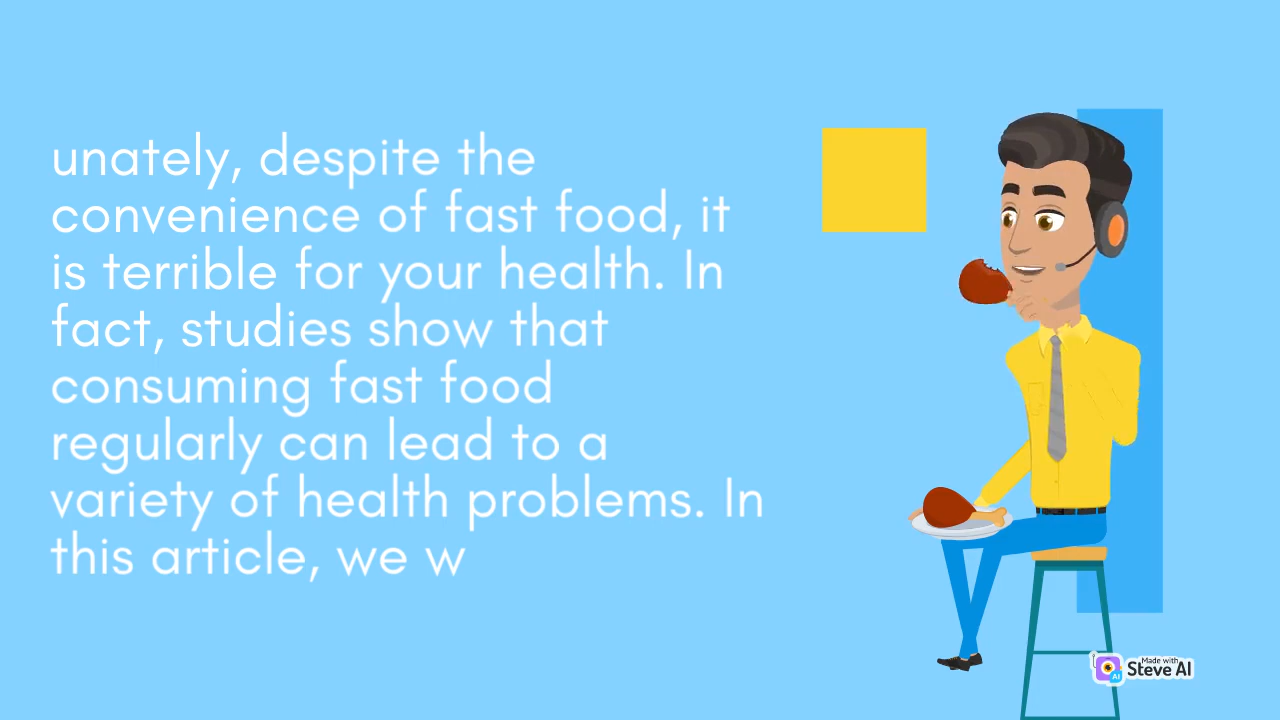 unately, despite the
convenience of fast food, it
is terrible for your health. In
fact, studies show that
consuming fast food
regularly can lead to a
variety of health problems. In
this article, we w
Made with
Steve AI
AI